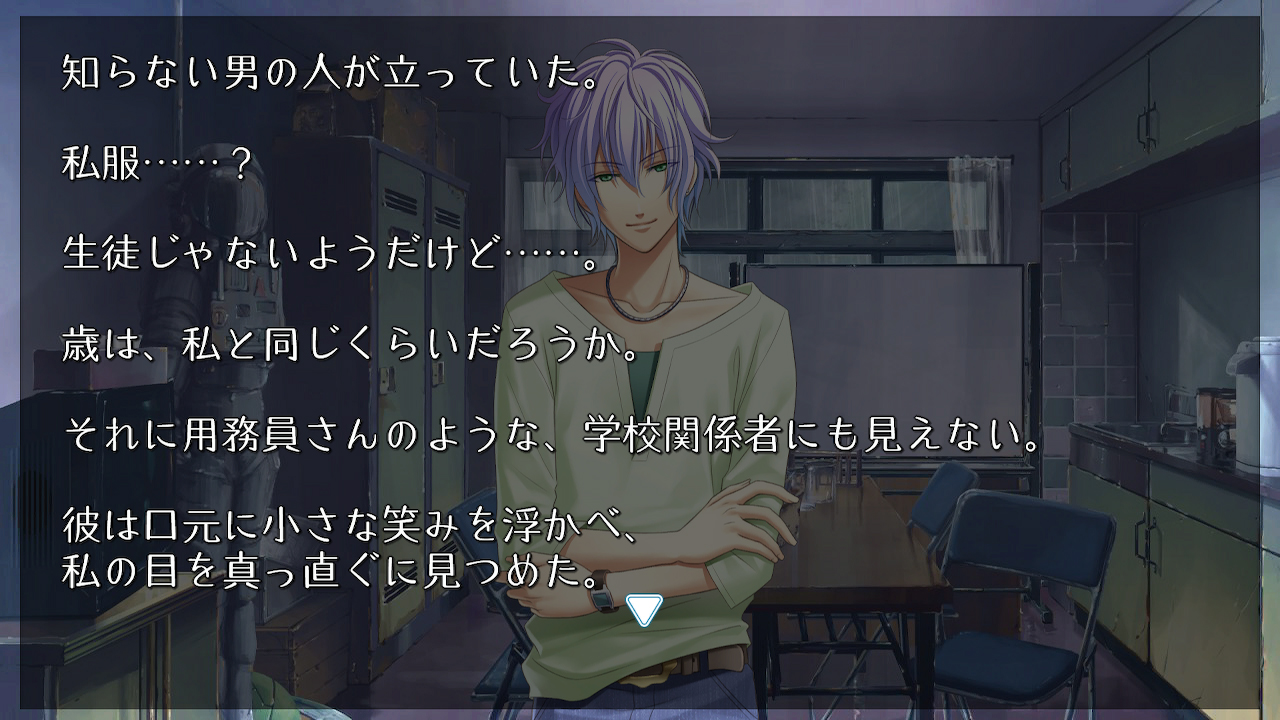 知らない男の人が立っていた。
私服……？
生徒じゃないようだけど……。
歳は、私と同じくらいだろうか。
それに用務員さんのような、学校関係者にも見えない。
彼は口元に小さな笑みを浮かべ、
私の目を真っ直ぐに見つめた。